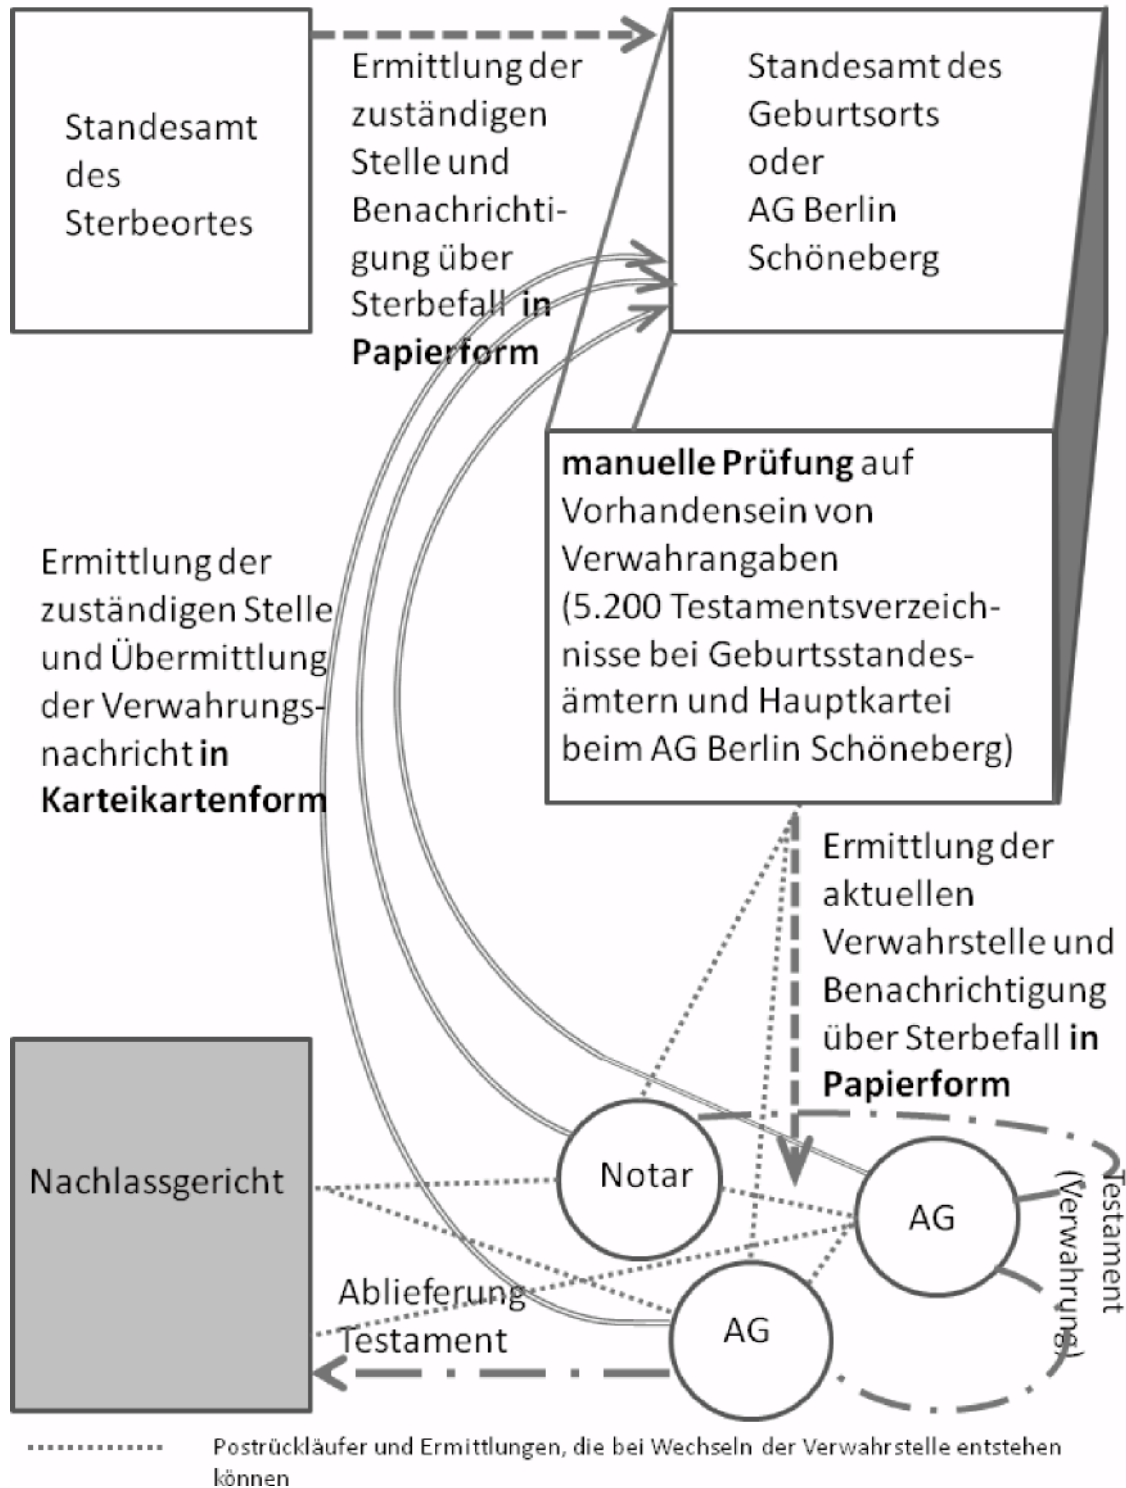 Standesamt
des
Sterbeortes
Ermittlung der
zuständigen
Stelle und
Benachrichti-
gung über
Sterbefall in
Papierform
Standesamt des
Geburtsorts
oder
AG Berlin
Schöneberg
manuelle Prüfung auf
Vorhandensein von
Verwahrangaben
(5.200 Testamentsverzeich-
nisse bei Geburtsstandes-
ämtern und Hauptkartei
beim AG Berlin Schöneberg)
Ermittlung der
zuständigen Stelle
und Übermittlung
der Verwahrungs-
nachricht in
Karteikartenform
Ermittlung der
aktuellen
Verwahrstelle und
Benachrichtigung
über Sterbefall in
Papierform
Nachlassgericht
Notar
AG
AG
Testament
(Verwahrung)
Ablieferung
Testament
Postrückläufer und Ermittlungen, die bei Wechseln der Verwahrstelle entstehen
können